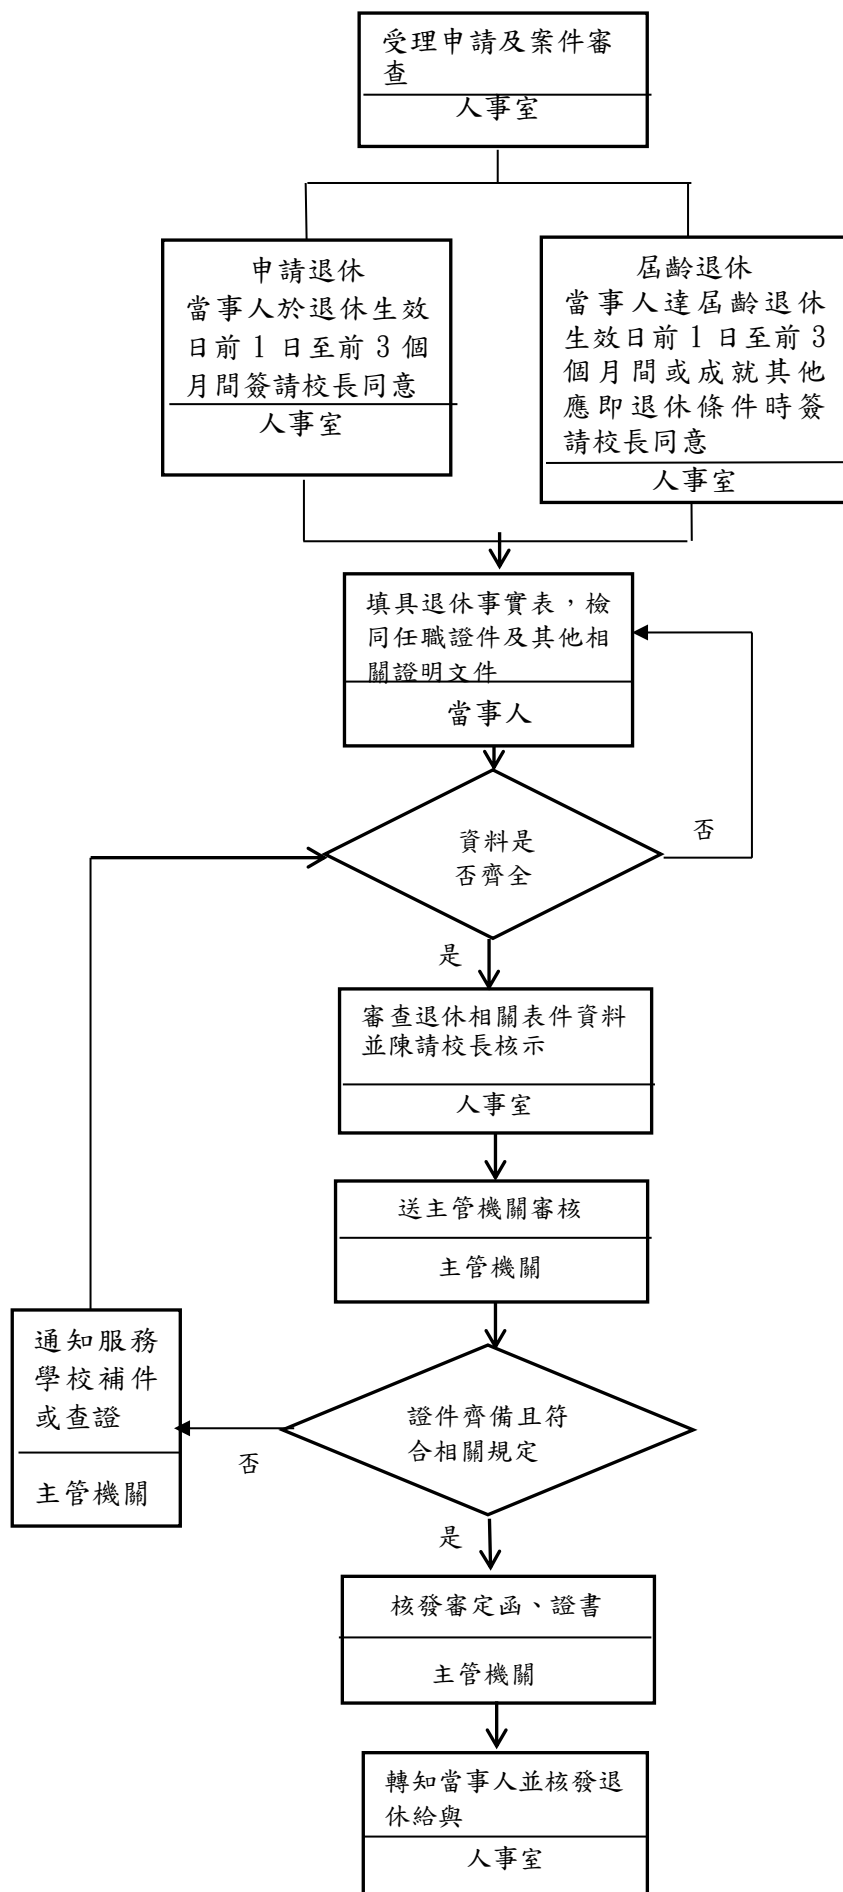 受理申請及案件審
查
人事室
申請退休
當事人於退休生效
日前1日至前3個
月間簽請校長同意
人事室
屆齡退休
當事人達屆齡退休
生效日前1日至前3
個月間或成就其他
應即退休條件時簽
請校長同意
人事室
填具退休事實表，檢
同任職證件及其他相
關證明文件
當事人
資料是
否齊全
否
是
審查退休相關表件資料
並陳請校長核示
人事室
送主管機關審核
主管機關
通知服務
學校補件
或查證
主管機關
證件齊備且符
合相關規定
否
是
核發審定函、證書
主管機關
轉知當事人並核發退
休給與
人事室